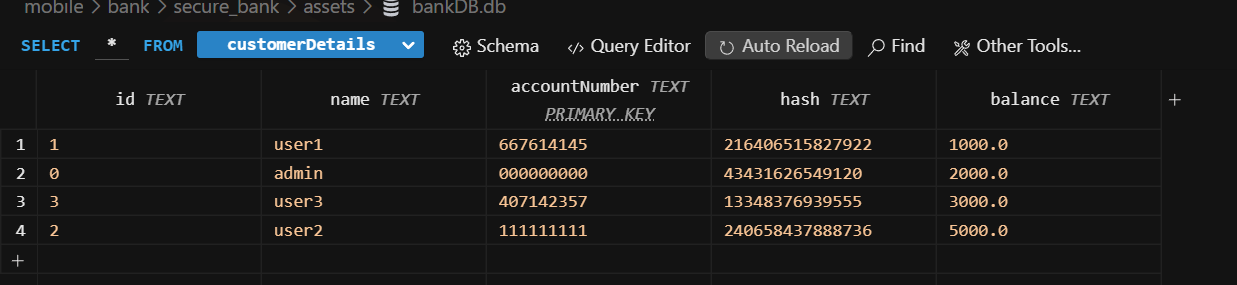 mobile > bank > secure_bank > assets > bankDB.db
SELECT * FROM customerDetails Schema Query Editor Auto Reload Find Other Tools...
id TEXT name TEXT accountNumber TEXT PRIMARY KEY hash TEXT balance TEXT +
1 1 user1 667614145 216406515827922 1000.0
2 0 admin 000000000 43431626549120 2000.0
3 3 user3 407142357 13348376939555 3000.0
4 2 user2 111111111 240658437888736 5000.0
+